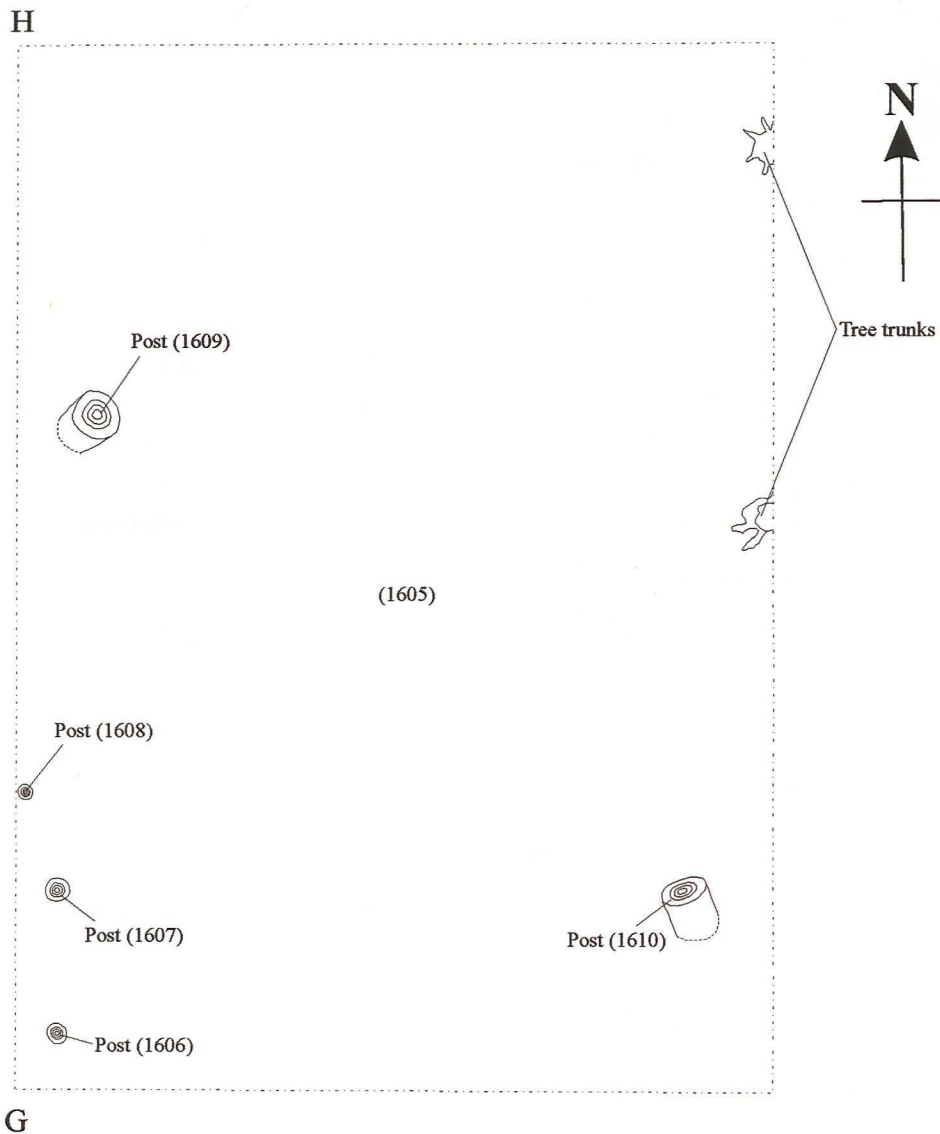 H
N
Tree trunks
Post (1609)
(1605)
Post (1608)
Post (1607)
Post (1610)
Post (1606)
G